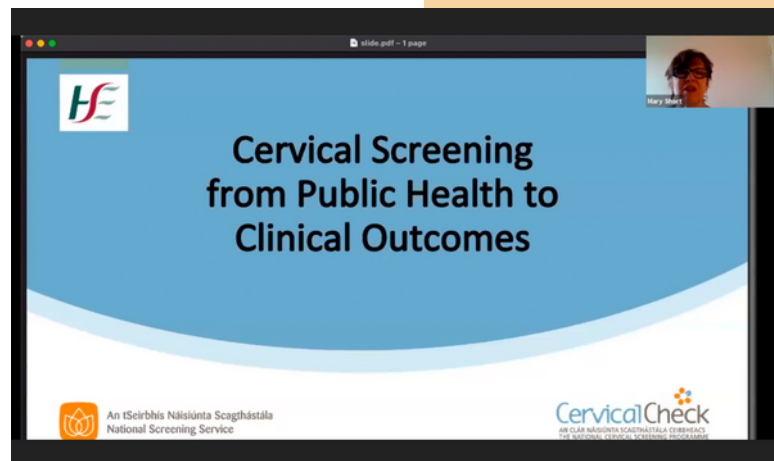 slide.pdf – 1 page
Mary Short
HSE
Cervical Screening
from Public Health to
Clinical Outcomes
An tSeirbhís Náisiúnta Scagthástála
National Screening Service
CervicalCheck
AN CLÁR NÁISIÚNTA SCAGTHÁSTÁLA CEIRBHEACS
THE NATIONAL CERVICAL SCREENING PROGRAMME